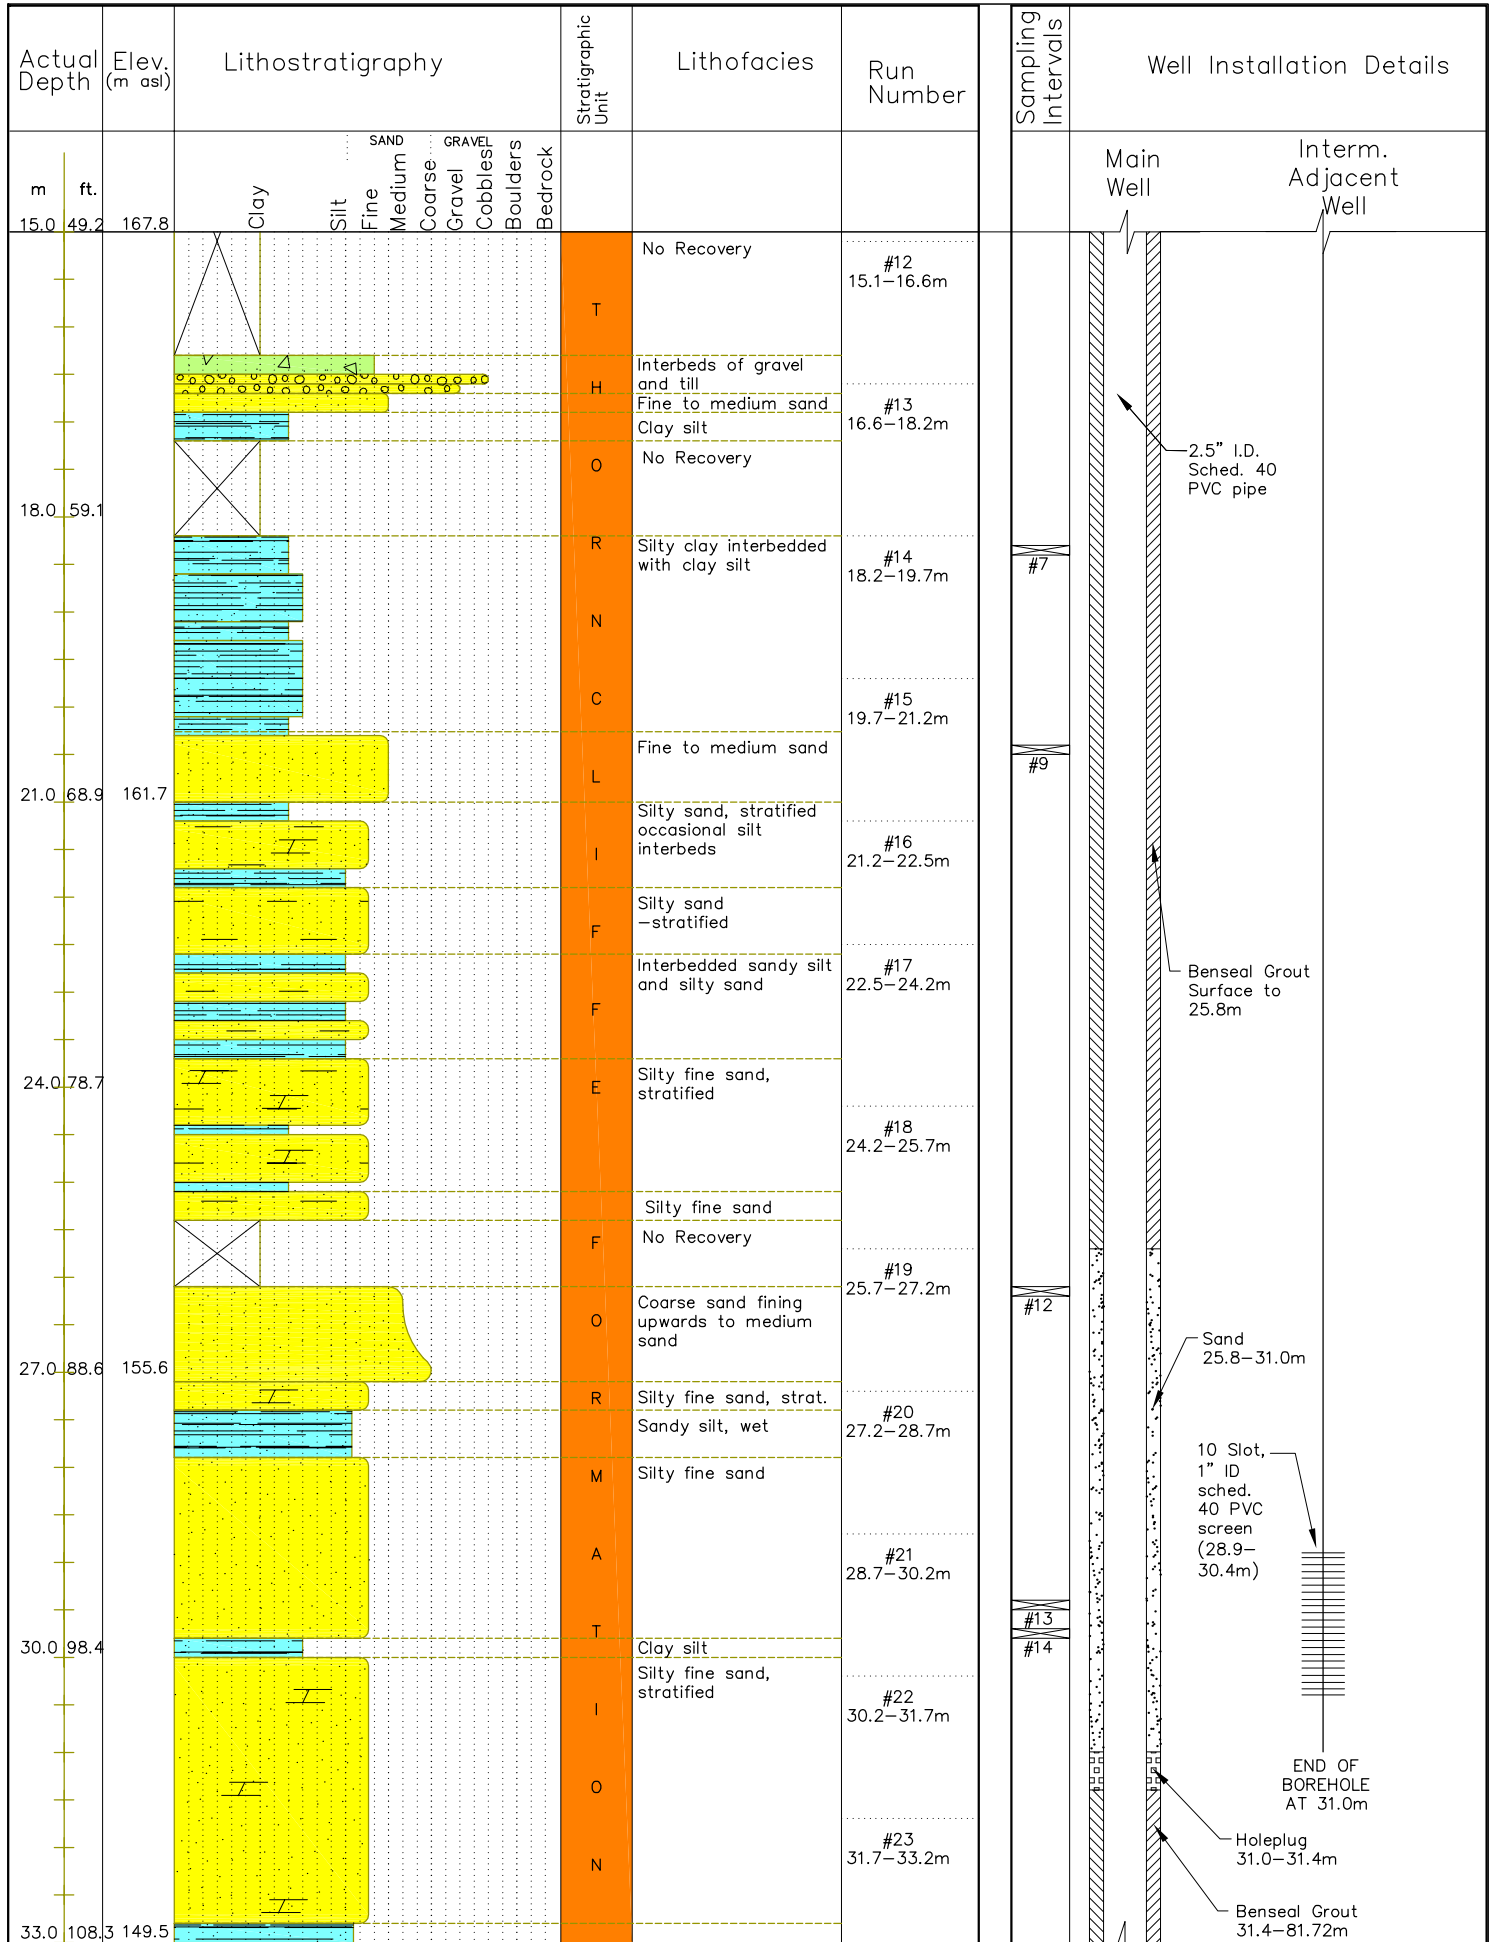 Actual
Depth
Elev.
(m asl)
Lithostratigraphy
Stratigraphic
Unit
Lithofacies
Run
Number
Sampling
Intervals
Well Installation Details
m
ft.
SAND
GRAVEL
Clay
Silt
Fine
Medium
Coarse
Gravel
Cobbles
Boulders
Bedrock
Main
Well
Interm.
Adjacent
Well
15.0 49.2 167.8
18.0 59.1
21.0 68.9 161.7
24.0 78.7
27.0 88.6 155.6
30.0 98.4
33.0 108.3 149.5
THORNCLIFFE FORMATION
No Recovery
Interbeds of gravel
and till
Fine to medium sand
Clay silt
No Recovery
Silty clay interbedded
with clay silt
Fine to medium sand
Silty sand, stratified
occasional silt
interbeds
Silty sand
-stratified
Interbedded sandy silt
and silty sand
Silty fine sand,
stratified
Silty fine sand
No Recovery
Coarse sand fining
upwards to medium
sand
Silty fine sand, strat.
Sandy silt, wet
Silty fine sand
Clay silt
Silty fine sand,
stratified
#12
15.1-16.6m
#13
16.6-18.2m
#14
18.2-19.7m
#15
19.7-21.2m
#16
21.2-22.5m
#17
22.5-24.2m
#18
24.2-25.7m
#19
25.7-27.2m
#20
27.2-28.7m
#21
28.7-30.2m
#22
30.2-31.7m
#23
31.7-33.2m
#7
#9
#12
#13
#14
2.5" I.D.
Sched. 40
PVC pipe
Benseal Grout
Surface to
25.8m
Sand
25.8-31.0m
10 Slot,
1" ID
sched.
40 PVC
screen
(28.9-
30.4m)
END OF
BOREHOLE
AT 31.0m
Holeplug
31.0-31.4m
Benseal Grout
31.4-81.72m